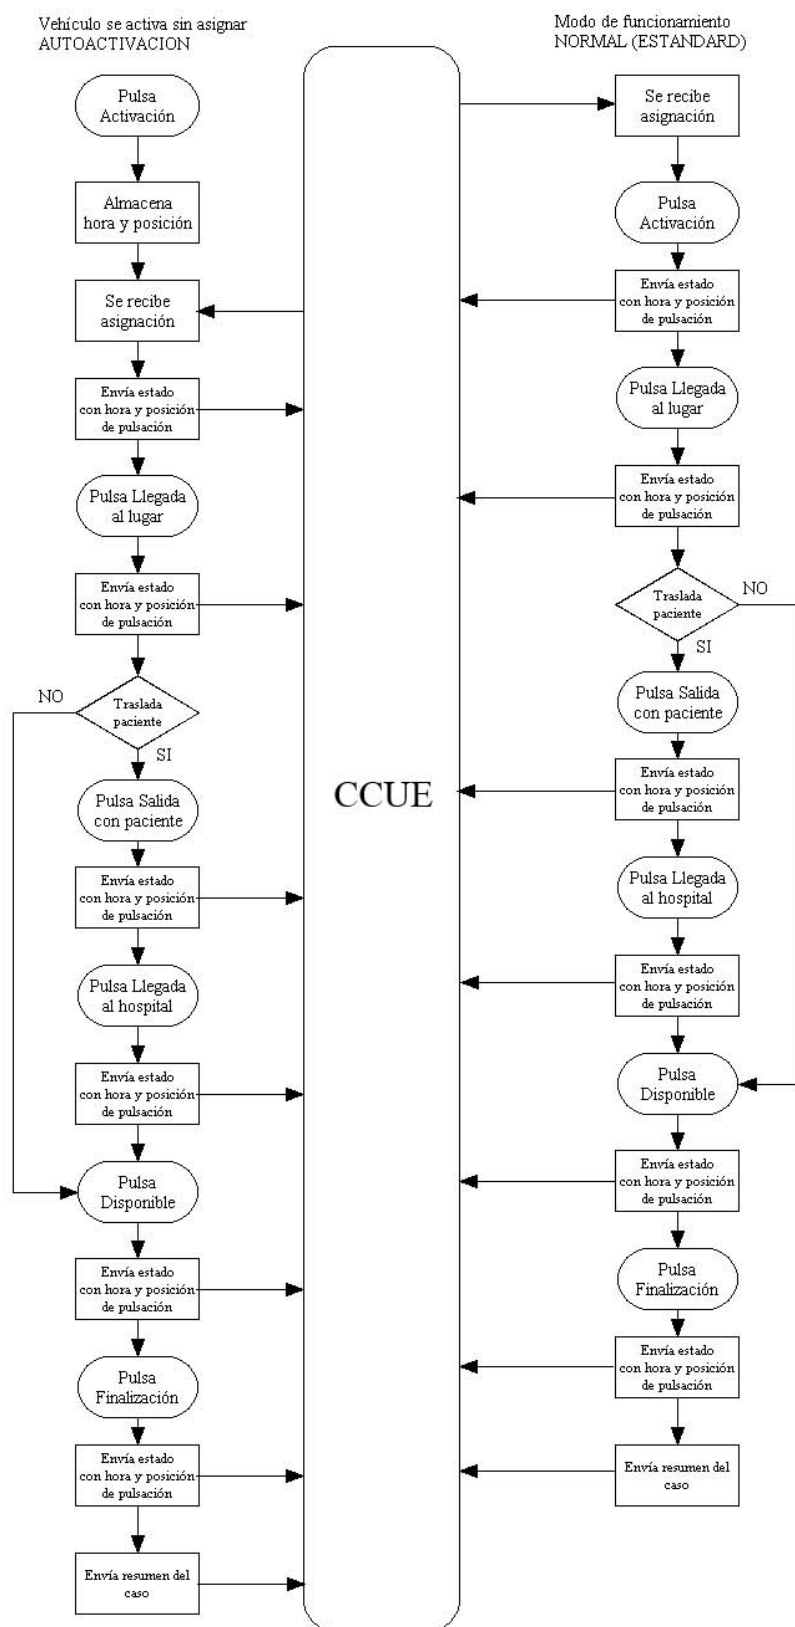 Vehículo se activa sin asignar
AUTOACTIVACION
Pulsa
Activación
Almacena
hora y posición
Se recibe
asignación
Envía estado
con hora y posición
de pulsación
Pulsa Llegada
al lugar
Envía estado
con hora y posición
de pulsación
NO
Traslada
paciente
SI
Pulsa Salida
con paciente
Envía estado
con hora y posición
de pulsación
Pulsa Llegada
al hospital
Envía estado
con hora y posición
de pulsación
Pulsa
Disponible
Envía estado
con hora y posición
de pulsación
Pulsa
Finalización
Envía estado
con hora y posición
de pulsación
Envía resumen del
caso
CCUE
Modo de funcionamiento
NORMAL (ESTANDARD)
Se recibe
asignación
Pulsa
Activación
Envía estado
con hora y posición
de pulsación
Pulsa Llegada
al lugar
Envía estado
con hora y posición
de pulsación
NO
Traslada
paciente
SI
Pulsa Salida
con paciente
Envía estado
con hora y posición
de pulsación
Pulsa Llegada
al hospital
Envía estado
con hora y posición
de pulsación
Pulsa
Disponible
Envía estado
con hora y posición
de pulsación
Pulsa
Finalización
Envía estado
con hora y posición
de pulsación
Envía resumen del
caso